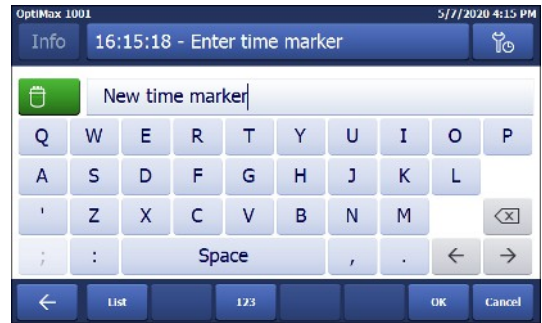 OptiMax 1001 5/7/2020 4:15 PM
Info 16:15:18 - Enter time marker
New time marker
Q W E R T Y U I O P
A S D F G H J K L
' Z X C V B N M
; : Space , .
List 123 OK Cancel